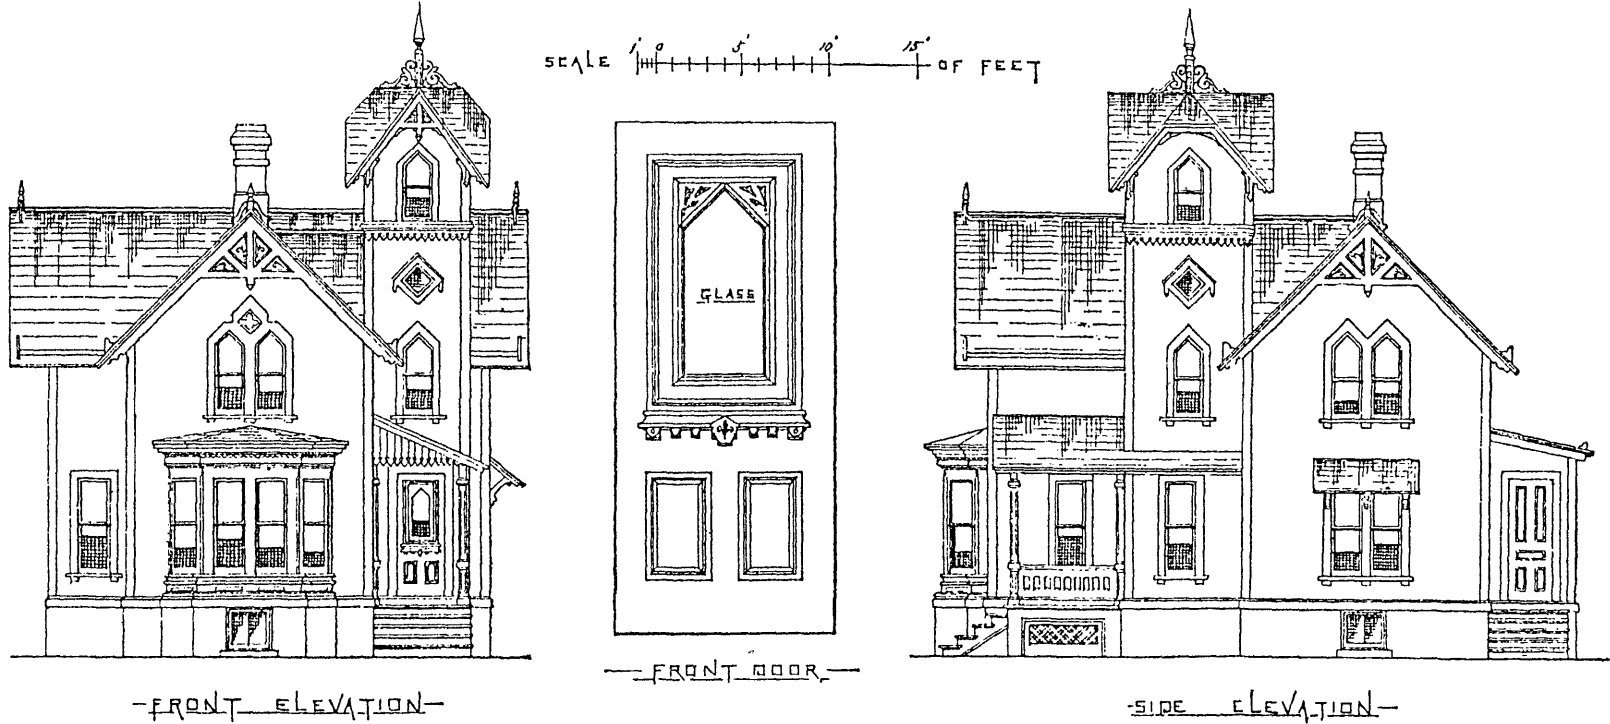 SCALE 1' 0 5' 10' 15' OF FEET
GLASS
FRONT DOOR
-FRONT ELEVATION-
-SIDE ELEVATION-